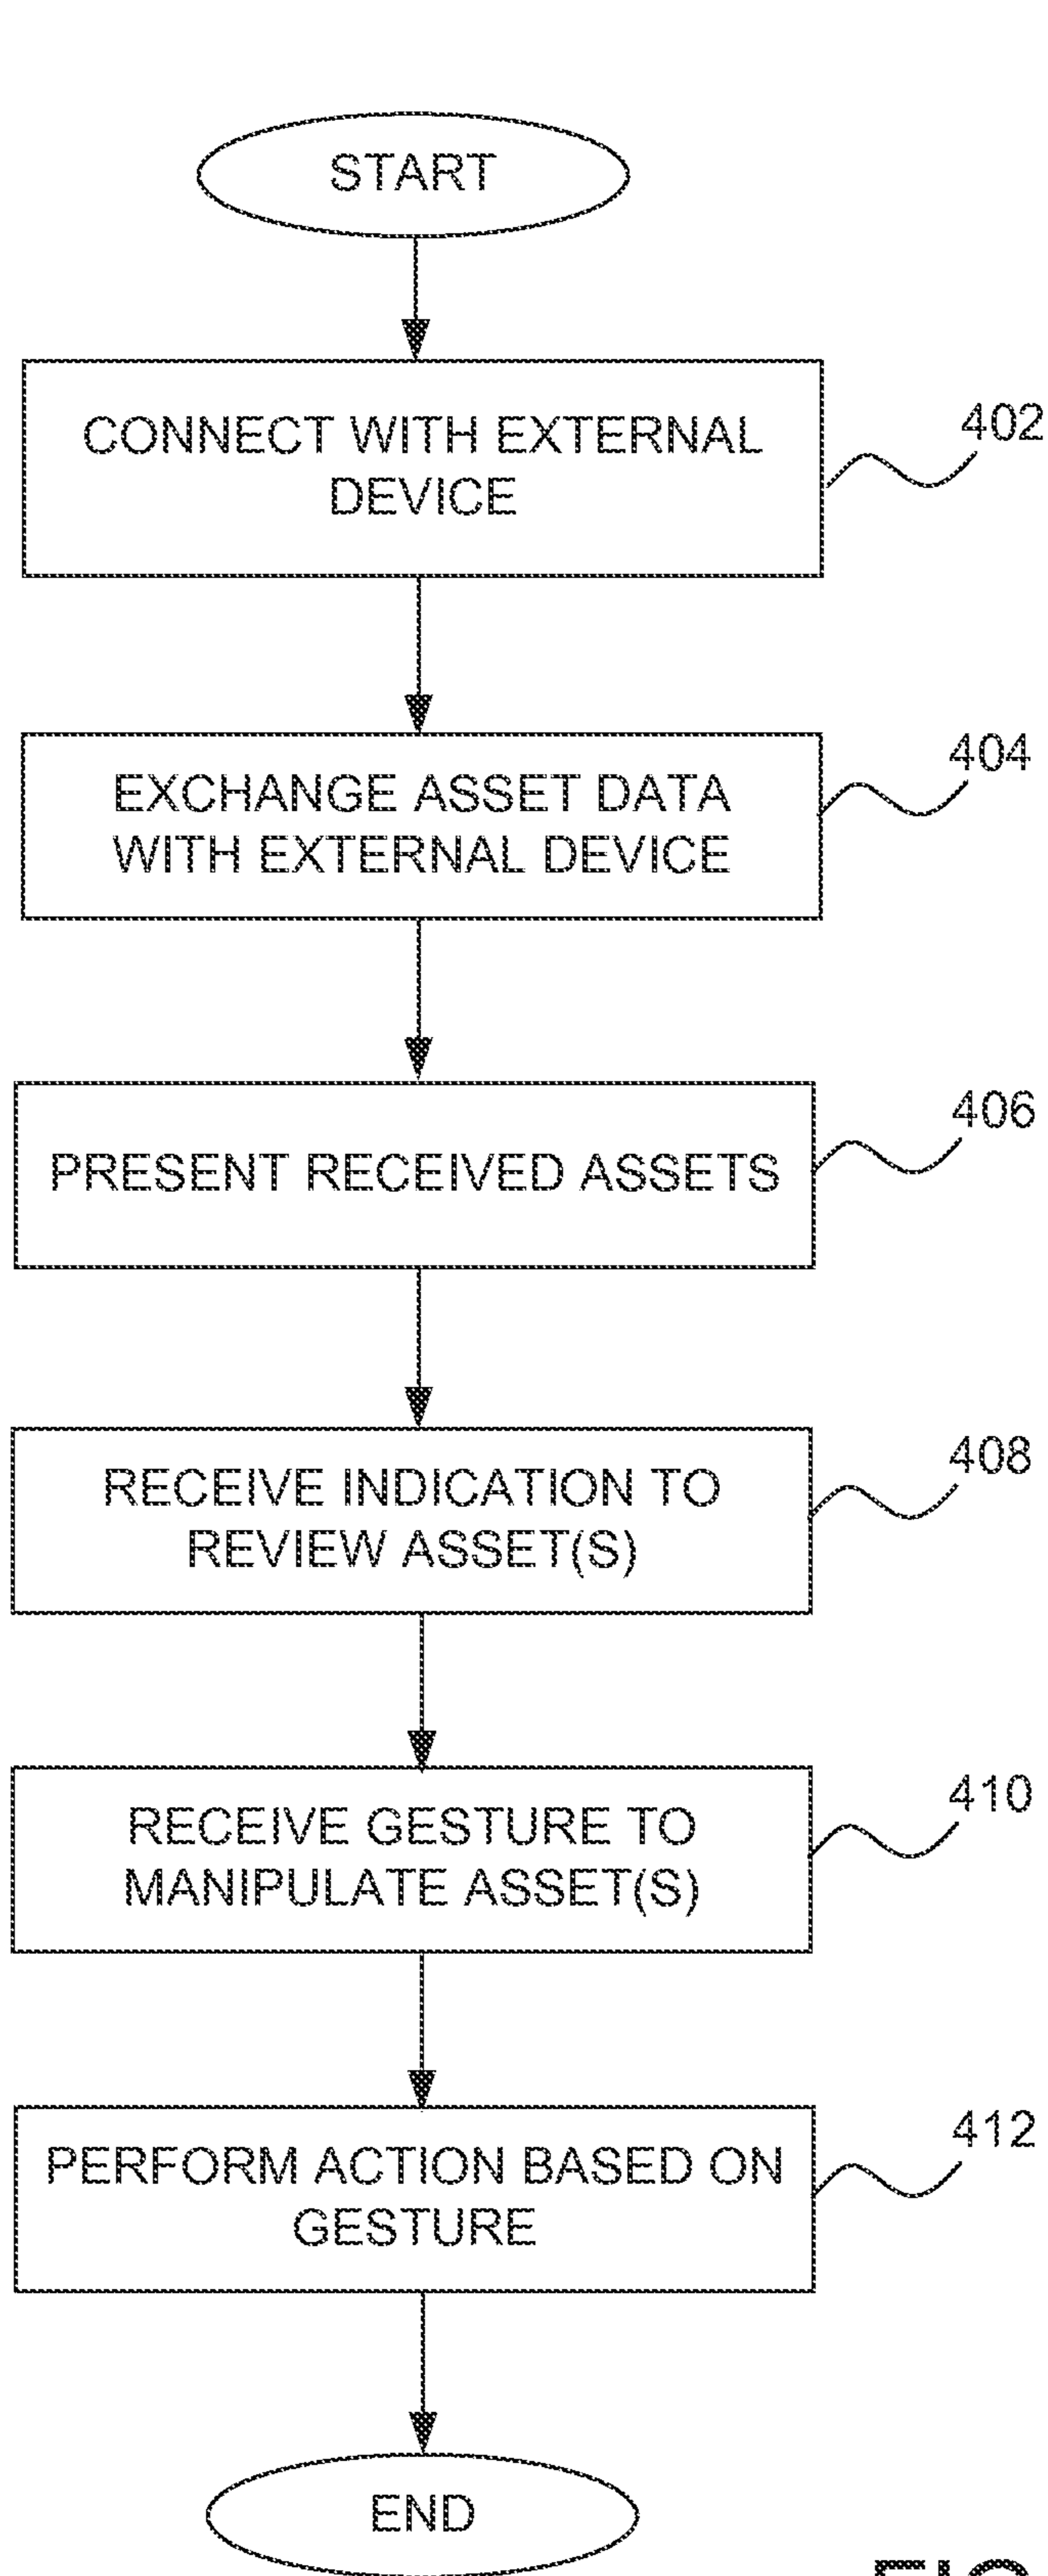 START
CONNECT WITH EXTERNAL
DEVICE
402
EXCHANGE ASSET DATA
WITH EXTERNAL DEVICE
404
PRESENT RECEIVED ASSETS
406
RECEIVE INDICATION TO
REVIEW ASSET(S)
408
RECEIVE GESTURE TO
MANIPULATE ASSET(S)
410
PERFORM ACTION BASED ON
GESTURE
412
END